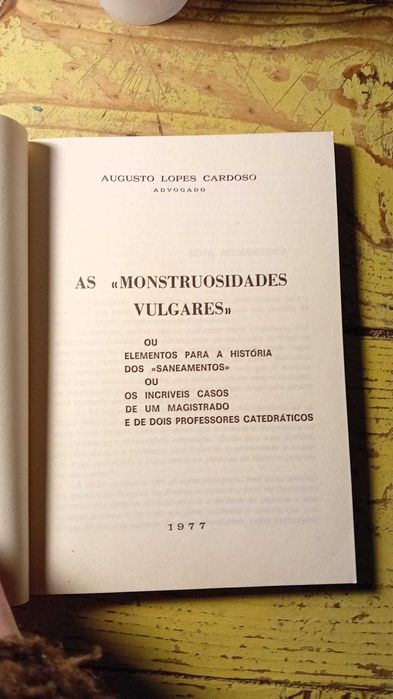 AUGUSTO LOPES CARDOSO
ADVOGADO
AS «MONSTRUOSIDADES
VULGARES»
OU
ELEMENTOS PARA A HISTÓRIA
DOS «SANEAMENTOS»
OU
OS INCRÍVEIS CASOS
DE UM MAGISTRADO
E DE DOIS PROFESSORES CATEDRÁTICOS
1977